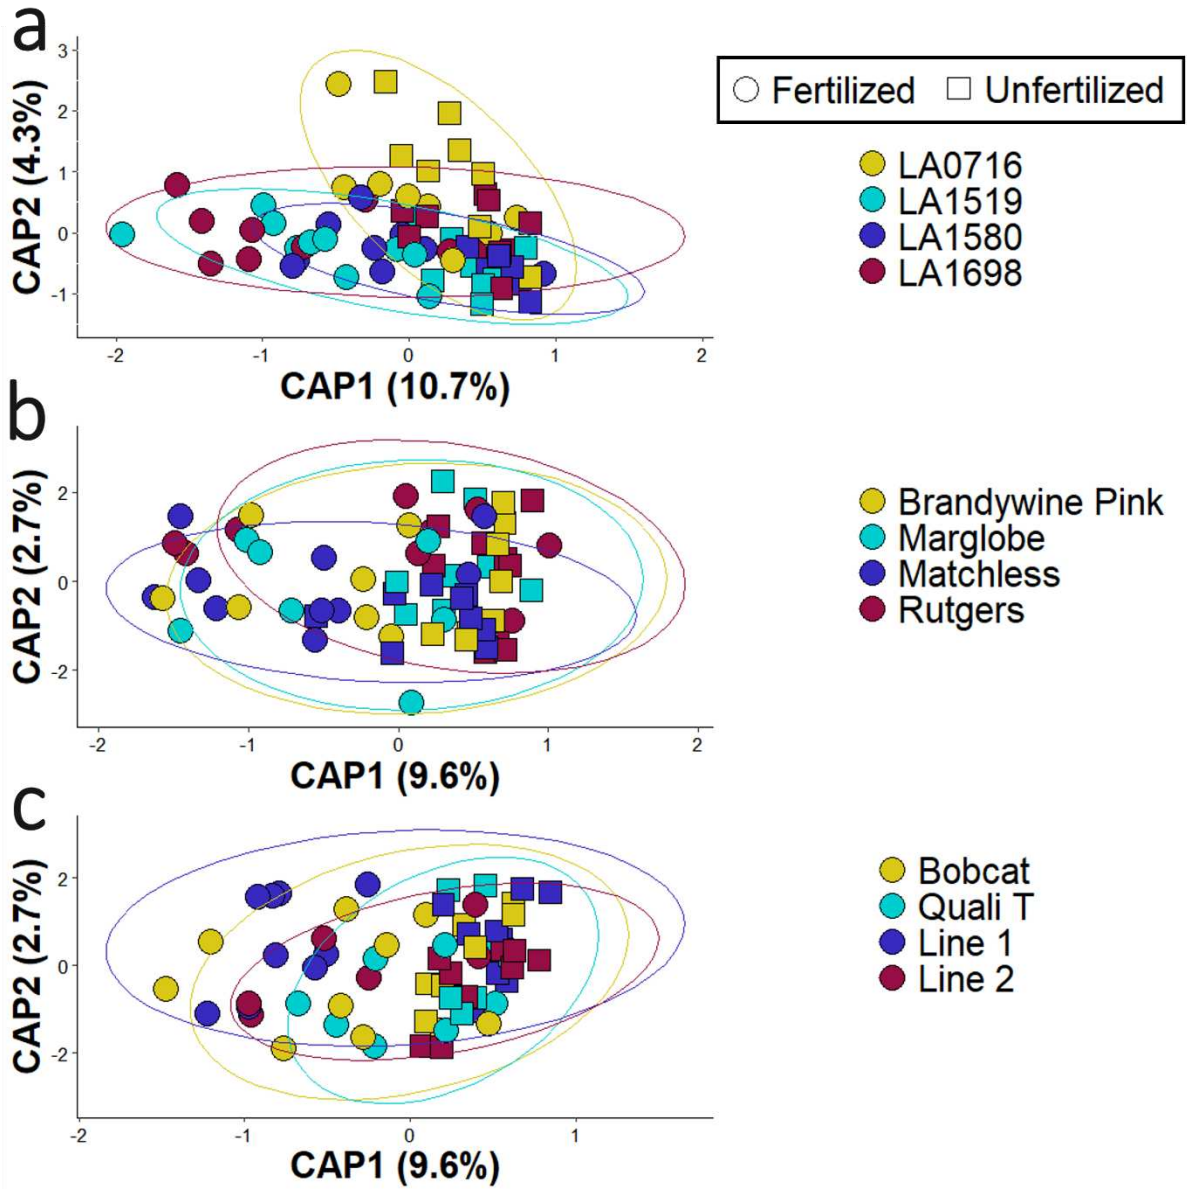 a
3
2
1
0
-1
CAP2 (4.3%)
-2 -1 0 1 2
CAP1 (10.7%)
Fertilized Unfertilized
LA0716
LA1519
LA1580
LA1698
b
2
0
-2
CAP2 (2.7%)
-2 -1 0 1 2
CAP1 (9.6%)
Brandywine Pink
Marglobe
Matchless
Rutgers
c
2
0
-2
CAP2 (2.7%)
-2 -1 0 1
CAP1 (9.6%)
Bobcat
Quali T
Line 1
Line 2